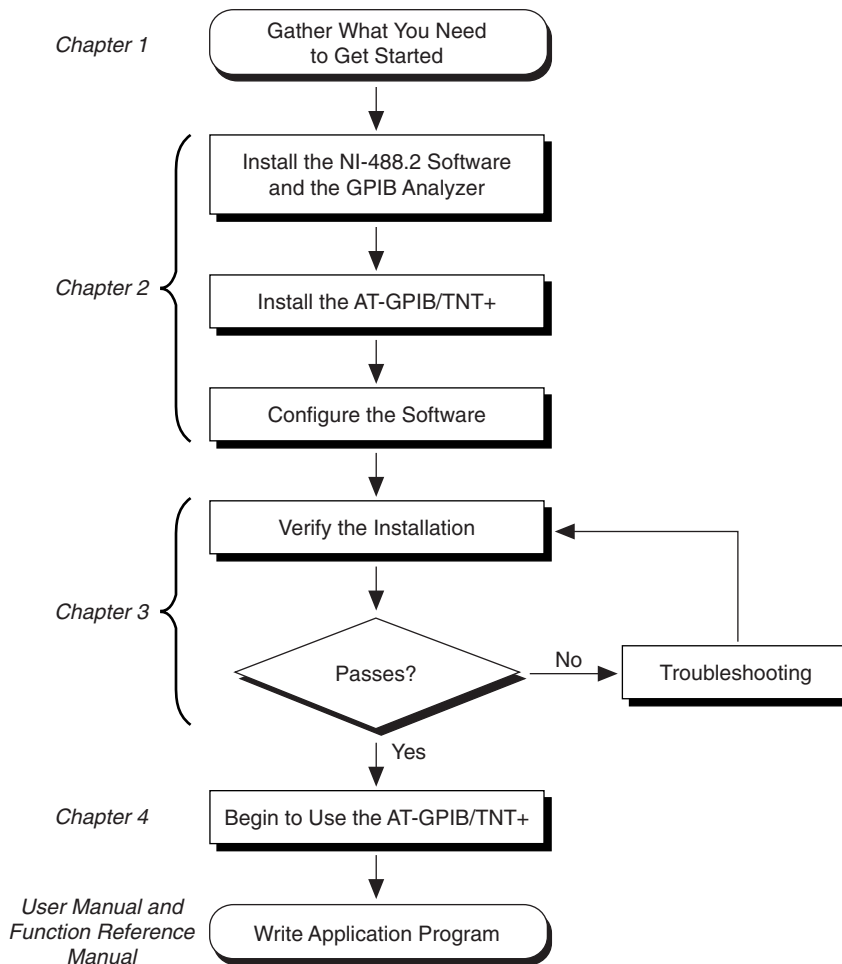 Chapter 1
Gather What You Need
to Get Started
Chapter 2
Install the NI-488.2 Software
and the GPIB Analyzer
Install the AT-GPIB/TNT+
Configure the Software
Chapter 3
Verify the Installation
Passes?
No
Troubleshooting
Yes
Chapter 4
Begin to Use the AT-GPIB/TNT+
User Manual and
Function Reference
Manual
Write Application Program